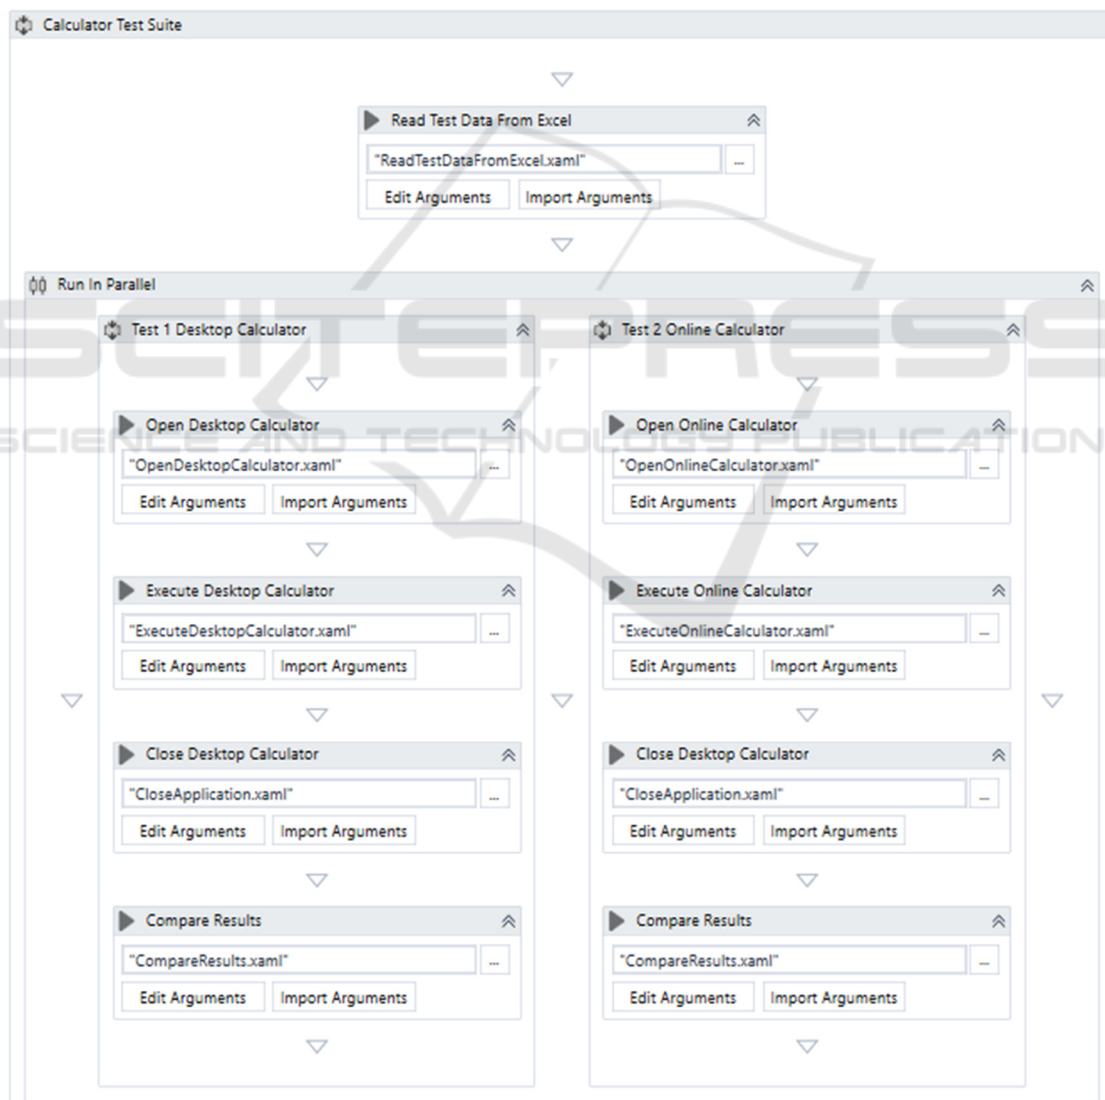 Calculator Test Suite
Read Test Data From Excel
"ReadTestDataFromExcel.xaml"
...
Edit Arguments
Import Arguments
Run In Parallel
SCITEPRESS
SCIENCE AND TECHNOLOGY PUBLICATIONS
Test 1 Desktop Calculator
Open Desktop Calculator
"OpenDesktopCalculator.xaml"
...
Edit Arguments
Import Arguments
Execute Desktop Calculator
"ExecuteDesktopCalculator.xaml"
...
Edit Arguments
Import Arguments
Close Desktop Calculator
"CloseApplication.xaml"
...
Edit Arguments
Import Arguments
Compare Results
"CompareResults.xaml"
...
Edit Arguments
Import Arguments
Test 2 Online Calculator
Open Online Calculator
"OpenOnlineCalculator.xaml"
...
Edit Arguments
Import Arguments
Execute Online Calculator
"ExecuteOnlineCalculator.xaml"
...
Edit Arguments
Import Arguments
Close Desktop Calculator
"CloseApplication.xaml"
...
Edit Arguments
Import Arguments
Compare Results
"CompareResults.xaml"
...
Edit Arguments
Import Arguments